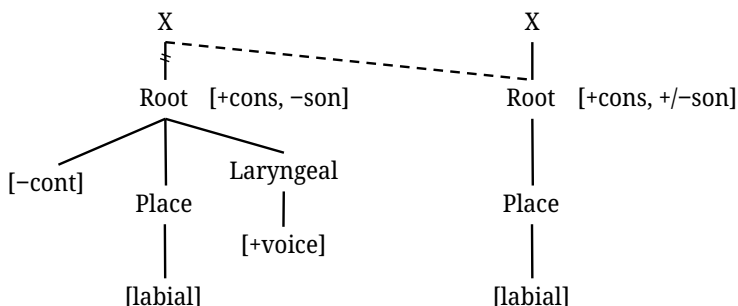 X X
Root [+cons, −son] Root [+cons, +/−son]
Laryngeal
[−cont]
Place Place
[+voice]
[labial] [labial]